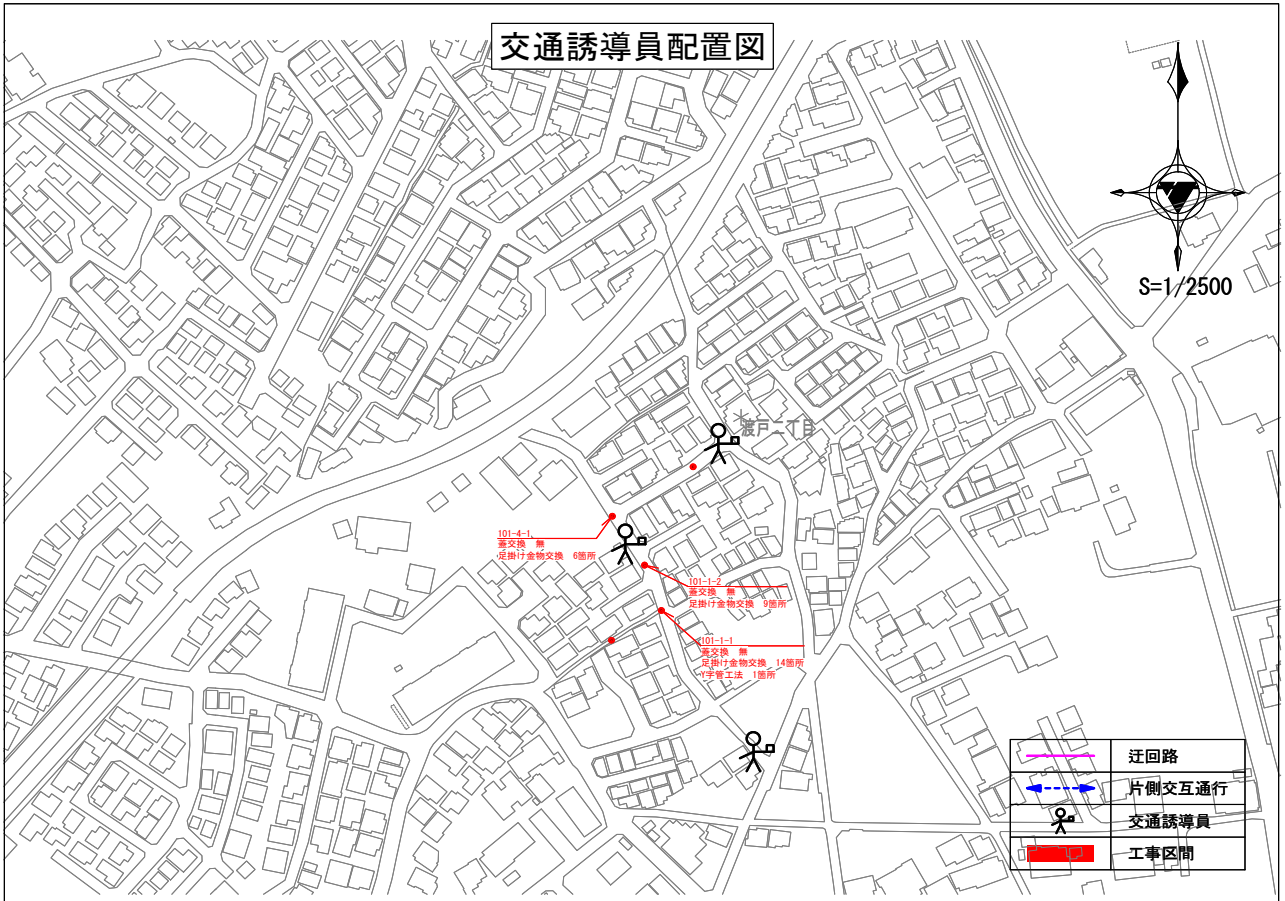 交通誘導員配置図
S=1/2500
渡戸二丁目
101-4-1
蓋交換 無
足掛け金物交換 6箇所
101-1-2
蓋交換 無
足掛け金物交換 9箇所
101-1-1
蓋交換 無
足掛け金物交換 14箇所
Y字管工法 1箇所
迂回路
片側交互通行
交通誘導員
工事区間